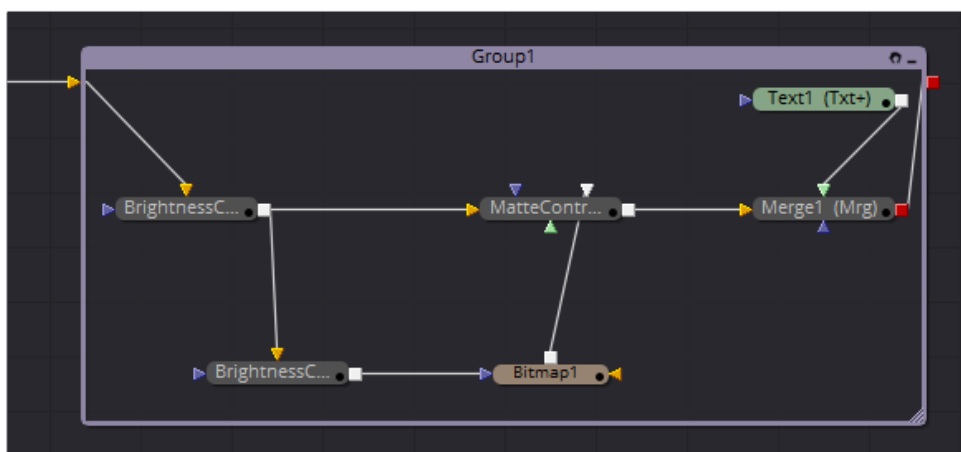 Group1
Text1 (Txt+)
BrightnessC...
MatteContr...
Merge1 (Mrg)
BrightnessC...
Bitmap1